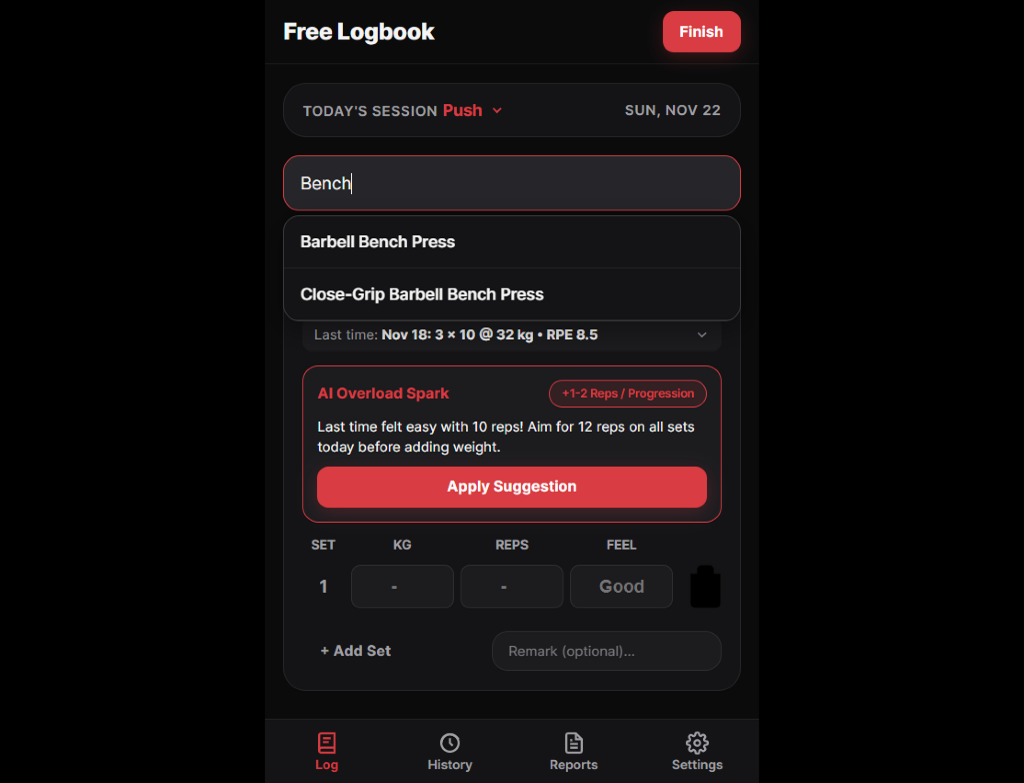 Free Logbook
Finish
TODAY'S SESSION Push
SUN, NOV 22
Bench
Barbell Bench Press
Close-Grip Barbell Bench Press
Last time: Nov 18: 3 × 10 @ 32 kg • RPE 8.5
AI Overload Spark
+1-2 Reps / Progression
Last time felt easy with 10 reps! Aim for 12 reps on all sets
today before adding weight.
Apply Suggestion
SET KG REPS FEEL
1 - - Good
+ Add Set
Remark (optional)...
Log History Reports Settings